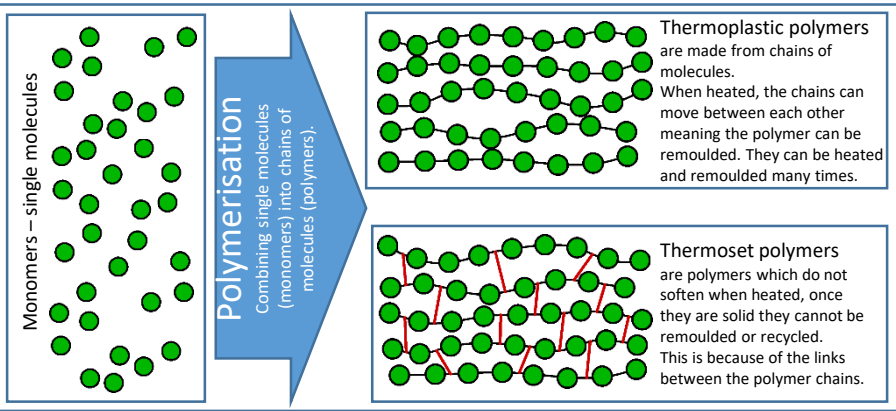 Monomers – single molecules
Polymerisation
Combining single molecules
(monomers) into chains of
molecules (polymers).
Thermoplastic polymers
are made from chains of
molecules.
When heated, the chains can
move between each other
meaning the polymer can be
remoulded. They can be heated
and remoulded many times.
Thermoset polymers
are polymers which do not
soften when heated, once
they are solid they cannot be
remoulded or recycled.
This is because of the links
between the polymer chains.